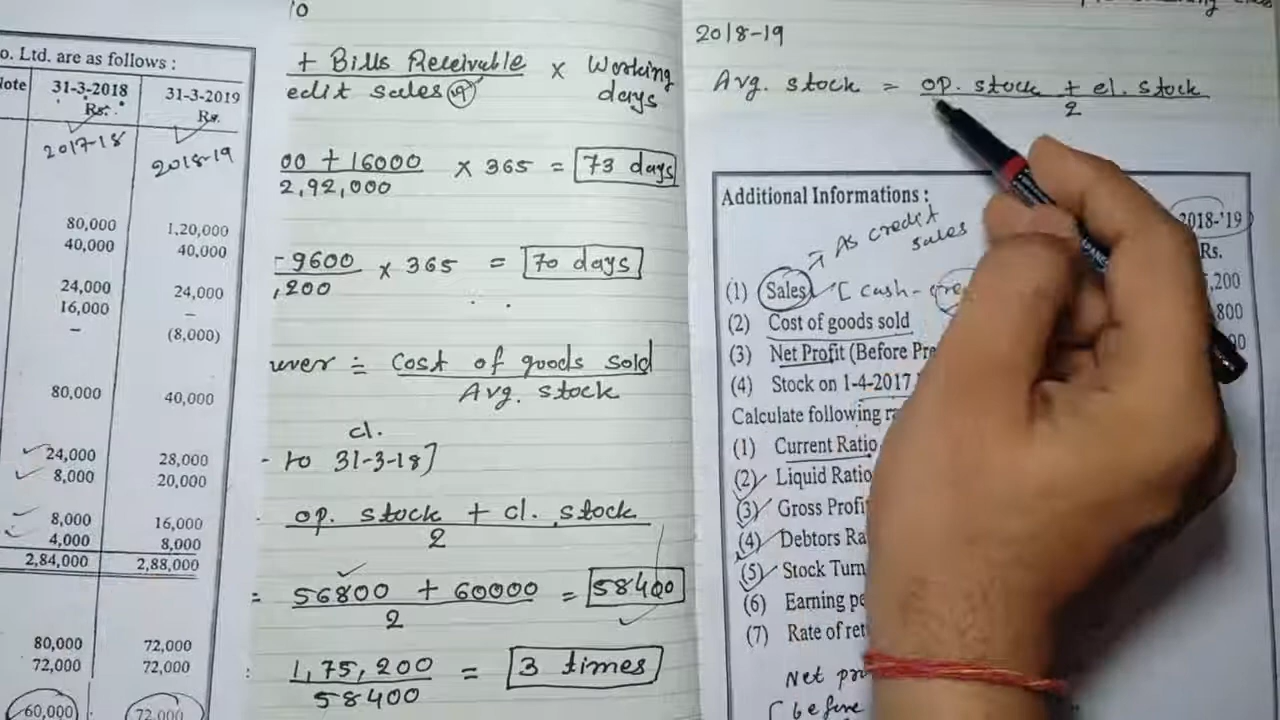 o. Ltd. are as follows :
Note 31-3-2018 31-3-2019
Rs. Rs.
2017-18 2018-19
80,000 1,20,000
40,000 40,000
24,000 24,000
16,000 –
– (8,000)
80,000 40,000
24,000 28,000
8,000 20,000
8,000 16,000
4,000 8,000
2,84,000 2,88,000
80,000 72,000
72,000 72,000
60,000 72,000
10
+ Bills Receivable × Working days
edit sales
00 + 16000 × 365 = 73 days
2,92,000
-9600 × 365 = 70 days
,200
uver = Cost of goods sold
Avg. stock
cl.
- to 31-3-18]
op. stock + cl. stock
2
= 56800 + 60000 = 58400
2
: 1,75,200 = 3 times
58400
2018-19
Avg. stock = op. stock + cl. stock
2
Additional Informations :
2018-'19
Rs.
→ As credit sales
(1) Sales [ cash - cre ,200
(2) Cost of goods sold 800
(3) Net Profit (Before Pre 00
(4) Stock on 1-4-2017
Calculate following ra
(1) Current Ratio
(2) Liquid Ratio
(3) Gross Profi
(4) Debtors Ra
(5) Stock Turn
(6) Earning pe
(7) Rate of ret
Net pro
[ before